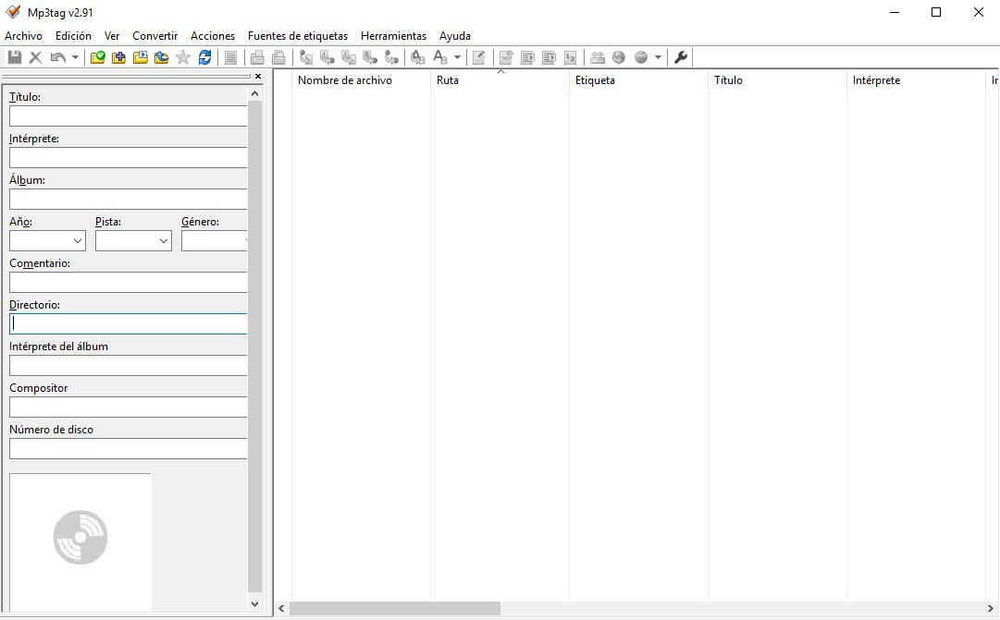 Mp3tag v2.91
Archivo Edición Ver Convertir Acciones Fuentes de etiquetas Herramientas Ayuda
Nombre de archivo Ruta Etiqueta Título Intérprete Ir
Título:
Intérprete:
Álbum:
Año: Pista: Género:
Comentario:
Directorio:
Intérprete del álbum
Compositor
Número de disco